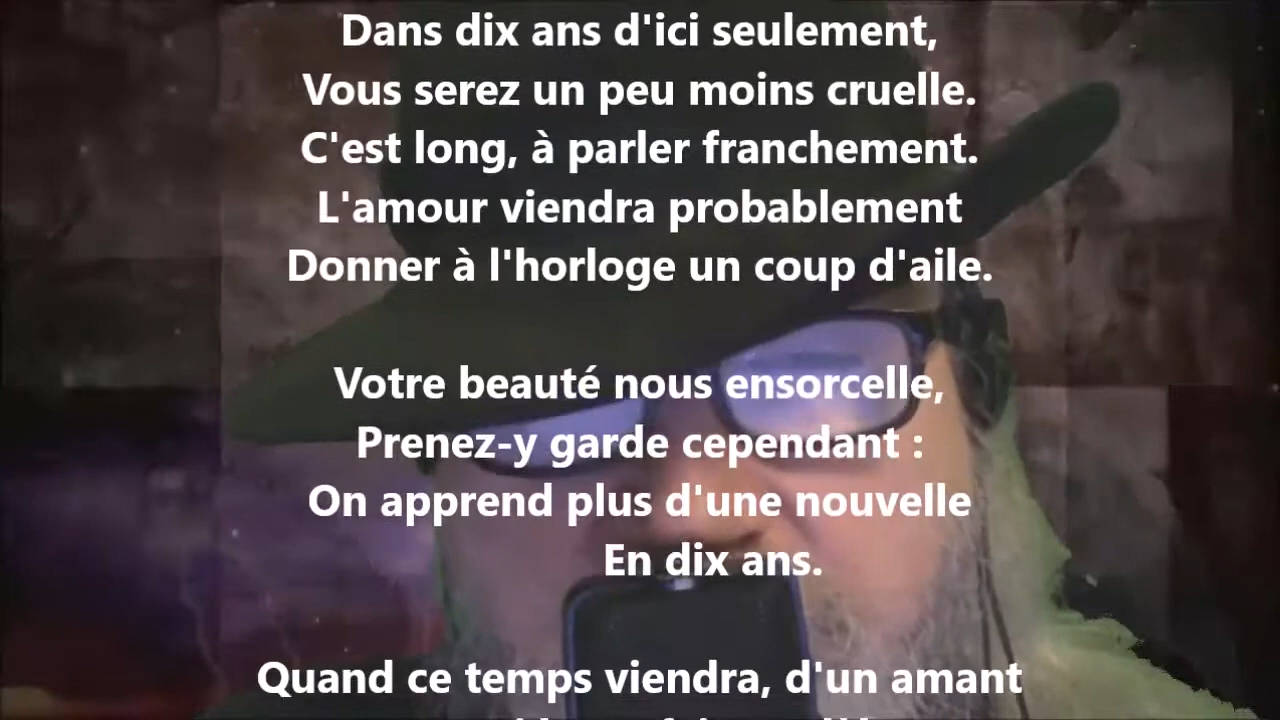 Dans dix ans d'ici seulement,
Vous serez un peu moins cruelle.
C'est long, à parler franchement.
L'amour viendra probablement
Donner à l'horloge un coup d'aile.
Votre beauté nous ensorcelle,
Prenez-y garde cependant :
On apprend plus d'une nouvelle
En dix ans.
Quand ce temps viendra, d'un amant